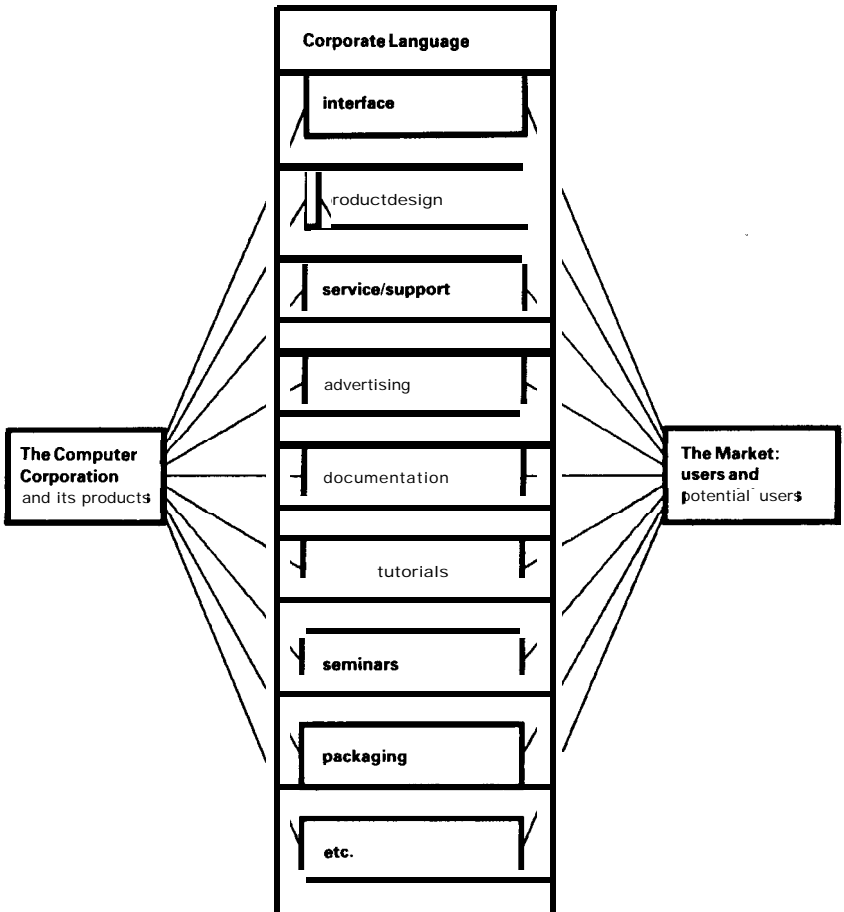 Corporate Language
interface
roductdesign
service/support
advertising
documentation
tutorials
seminars
packaging
etc.
The Computer
Corporation
and its products
The Market:
users and
potential users